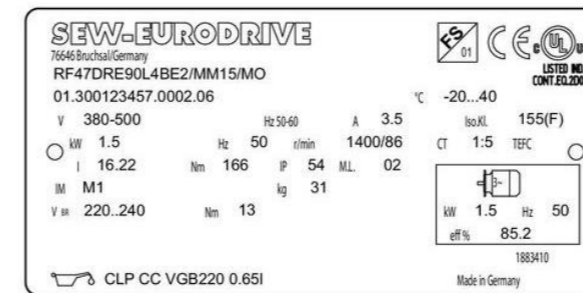 SEW-EURODRIVE
76646 Bruchsal/Germany
FS 01 CE c UL u
LISTED IND
CONT.EQ.2D0
RF47DRE90L4BE2/MM15/MO
01.300123457.0002.06 °C -20...40
V 380-500 Hz 50-60 A 3.5 Iso.Kl. 155(F)
kW 1.5 Hz 50 r/min 1400/86 CT 1:5 TEFC
I 16.22 Nm 166 IP 54 M.L. 02
IM M1 kg 31 3~
V BR 220..240 Nm 13 kW 1.5 Hz 50
eff% 85.2
1883410
CLP CC VGB220 0.65l Made in Germany